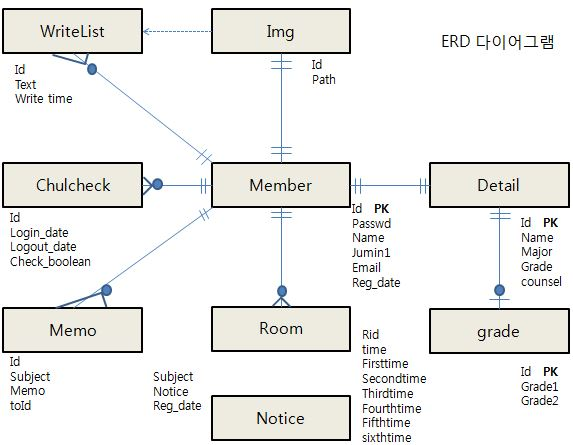 WriteList
Img
ERD 다이어그램
Id
Text
Write time
Id
Path
Chulcheck
Member
Detail
Id
Login_date
Logout_date
Check_boolean
Id PK
Passwd
Name
Jumin1
Email
Reg_date
Id PK
Name
Major
Grade
counsel
Memo
Room
grade
Id
Subject
Memo
toId
Subject
Notice
Reg_date
Rid
time
Firsttime
Secondtime
Thirdtime
Fourthtime
Fifthtime
sixthtime
Id PK
Grade1
Grade2
Notice